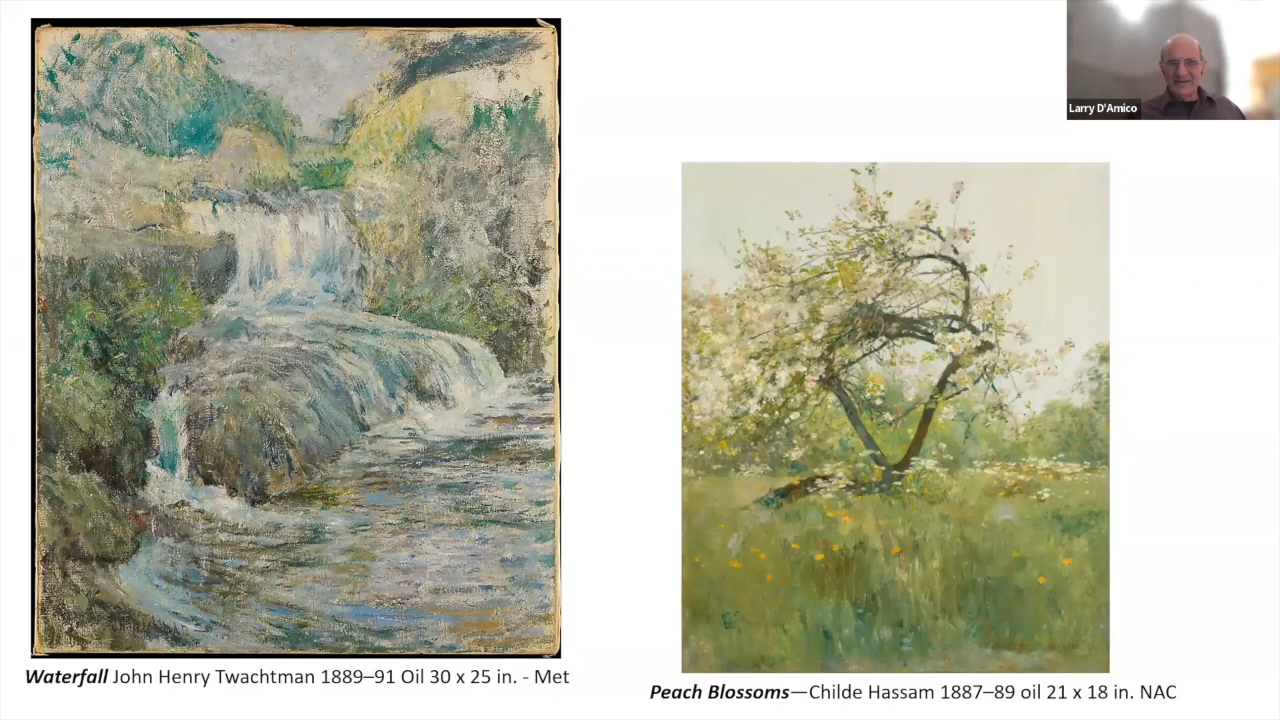 Larry D'Amico
Waterfall John Henry Twachtman 1889–91 Oil 30 x 25 in. - Met
Peach Blossoms—Childe Hassam 1887–89 oil 21 x 18 in. NAC